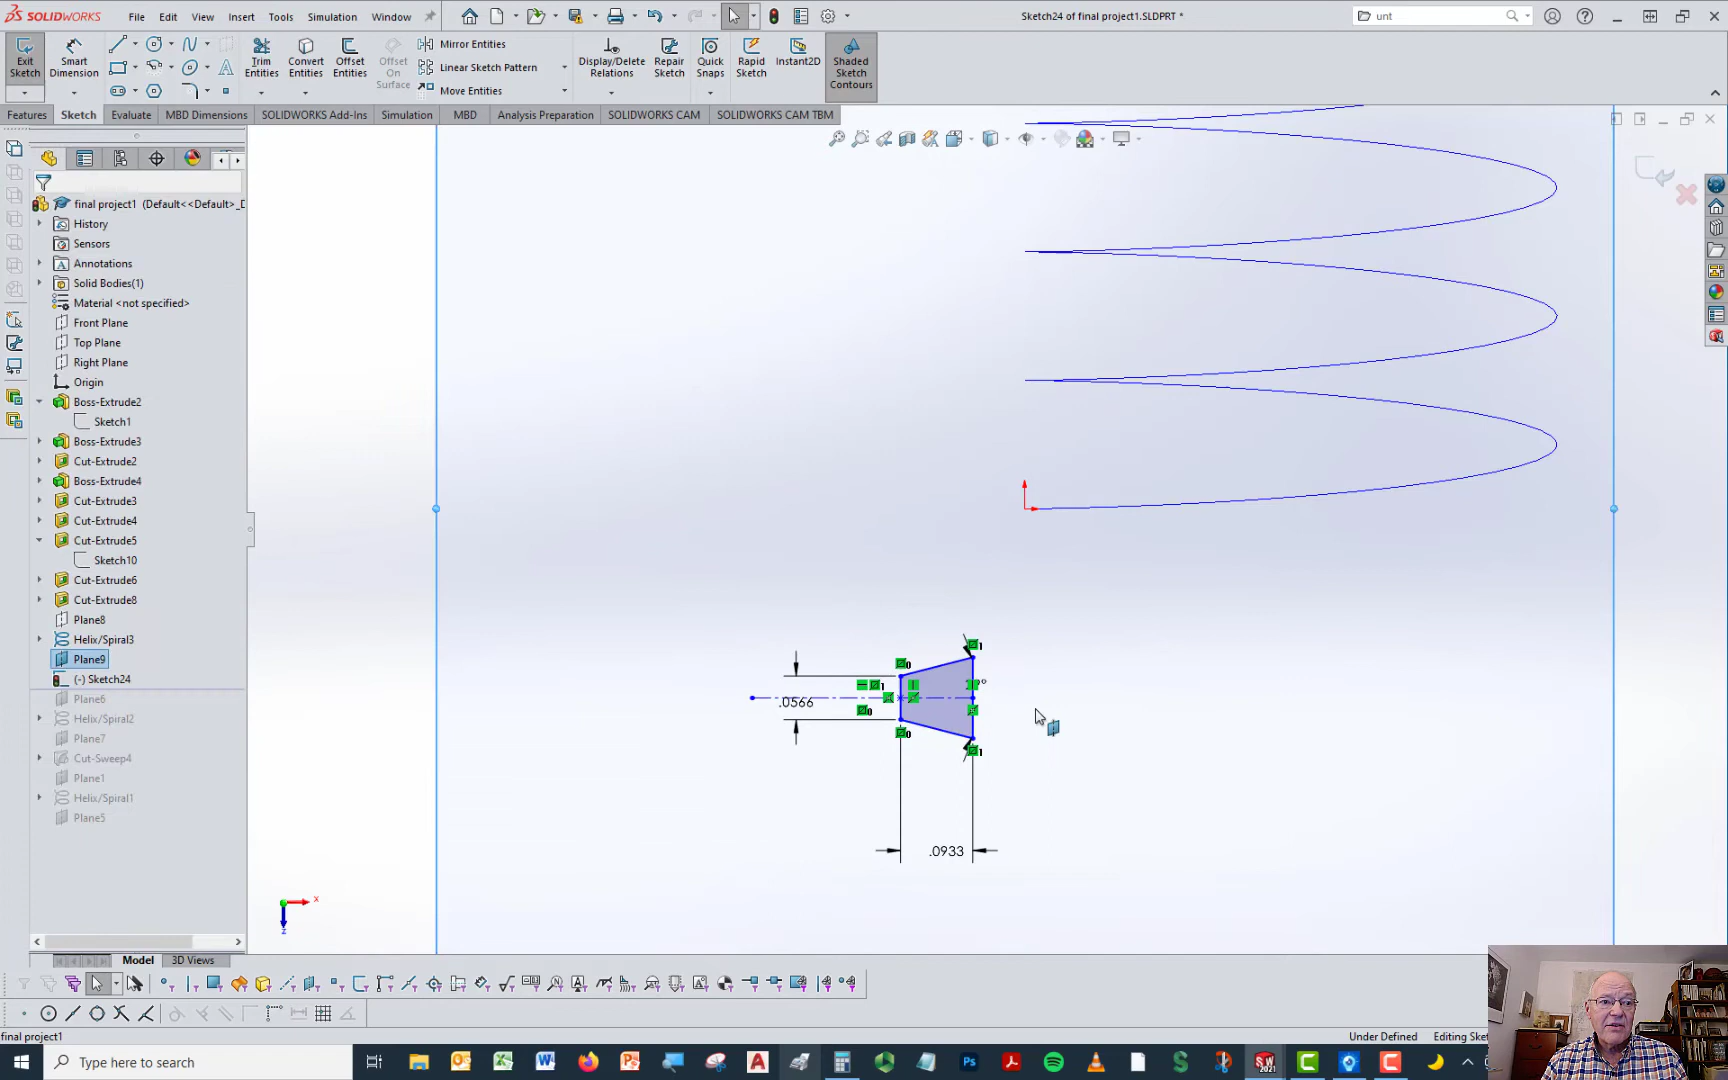 SOLIDWORKS File Edit View Insert Tools Simulation Window
Sketch24 of final project1.SLDPRT *
unt
Exit Sketch
Smart Dimension
Trim Entities
Convert Entities
Offset Entities
Offset On Surface
Mirror Entities
Linear Sketch Pattern
Move Entities
Display/Delete Relations
Repair Sketch
Quick Snaps
Rapid Sketch
Instant2D
Shaded Sketch Contours
Features Sketch Evaluate MBD Dimensions SOLIDWORKS Add-Ins Simulation MBD Analysis Preparation SOLIDWORKS CAM SOLIDWORKS CAM TBM
final project1 (Default<<Default>_D
History
Sensors
Annotations
Solid Bodies(1)
Material <not specified>
Front Plane
Top Plane
Right Plane
Origin
Boss-Extrude2
Sketch1
Boss-Extrude3
Cut-Extrude2
Boss-Extrude4
Cut-Extrude3
Cut-Extrude4
Cut-Extrude5
Sketch10
Cut-Extrude6
Cut-Extrude8
Plane8
Helix/Spiral3
Plane9
(-) Sketch24
Plane6
Helix/Spiral2
Plane7
Cut-Sweep4
Plane1
Helix/Spiral1
Plane5
.0566
.0933
x
z
Model 3D Views
final project1
Under Defined
Editing Ske
Type here to search